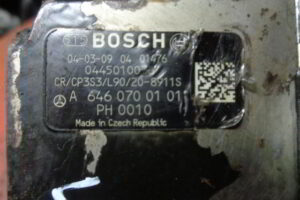 BOSCH
04-03-09 04 01476
CR/CP3S3/L90/20-8911S
A 646 070 01 01
PH 0010
Made in Czech Republic